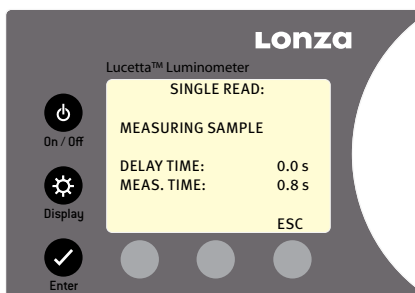 Lonza
Lucetta™ Luminometer
SINGLE READ:
On / Off
MEASURING SAMPLE
DELAY TIME: 0.0 s
MEAS. TIME: 0.8 s
Display
ESC
Enter